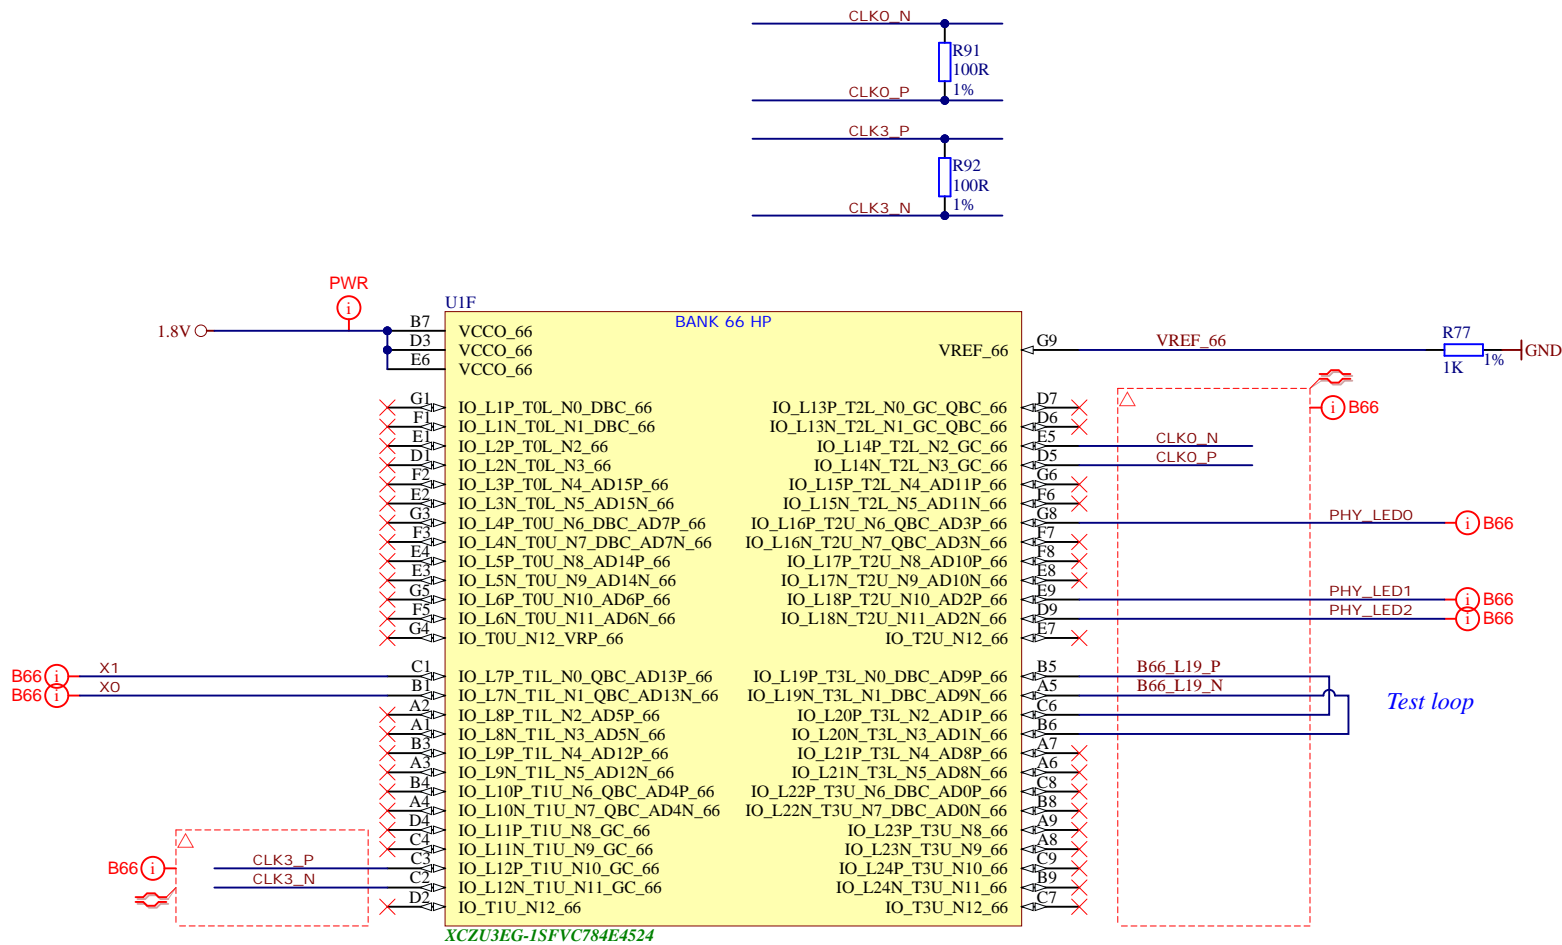 CLK0_N
R91
100R
1%
CLK0_P
CLK3_P
R92
100R
1%
CLK3_N
PWR
i
U1F
BANK 66 HP
1.8V
B7 VCCO_66
D3 VCCO_66
E6 VCCO_66
VREF_66 G9 VREF_66
R77
1K
1%
GND
G1 IO_L1P_T0L_N0_DBC_66
F1 IO_L1N_T0L_N1_DBC_66
E1 IO_L2P_T0L_N2_66
D1 IO_L2N_T0L_N3_66
F2 IO_L3P_T0L_N4_AD15P_66
E2 IO_L3N_T0L_N5_AD15N_66
G3 IO_L4P_T0U_N6_DBC_AD7P_66
F3 IO_L4N_T0U_N7_DBC_AD7N_66
E4 IO_L5P_T0U_N8_AD14P_66
E3 IO_L5N_T0U_N9_AD14N_66
G5 IO_L6P_T0U_N10_AD6P_66
F5 IO_L6N_T0U_N11_AD6N_66
G4 IO_T0U_N12_VRP_66
B66 i X1 C1 IO_L7P_T1L_N0_QBC_AD13P_66
B66 i X0 B1 IO_L7N_T1L_N1_QBC_AD13N_66
A2 IO_L8P_T1L_N2_AD5P_66
A1 IO_L8N_T1L_N3_AD5N_66
B3 IO_L9P_T1L_N4_AD12P_66
A3 IO_L9N_T1L_N5_AD12N_66
B4 IO_L10P_T1U_N6_QBC_AD4P_66
A4 IO_L10N_T1U_N7_QBC_AD4N_66
D4 IO_L11P_T1U_N8_GC_66
C4 IO_L11N_T1U_N9_GC_66
B66 i CLK3_P C3 IO_L12P_T1U_N10_GC_66
CLK3_N C2 IO_L12N_T1U_N11_GC_66
D2 IO_T1U_N12_66
IO_L13P_T2L_N0_GC_QBC_66 D7 i B66
IO_L13N_T2L_N1_GC_QBC_66 D6
IO_L14P_T2L_N2_GC_66 E5 CLK0_N
IO_L14N_T2L_N3_GC_66 D5 CLK0_P
IO_L15P_T2L_N4_AD11P_66 G6
IO_L15N_T2L_N5_AD11N_66 F6
IO_L16P_T2U_N6_QBC_AD3P_66 G8 PHY_LED0 i B66
IO_L16N_T2U_N7_QBC_AD3N_66 F7
IO_L17P_T2U_N8_AD10P_66 F8
IO_L17N_T2U_N9_AD10N_66 E8
IO_L18P_T2U_N10_AD2P_66 E9 PHY_LED1 i B66
IO_L18N_T2U_N11_AD2N_66 D9 PHY_LED2 i B66
IO_T2U_N12_66 E7
IO_L19P_T3L_N0_DBC_AD9P_66 B5 B66_L19_P
IO_L19N_T3L_N1_DBC_AD9N_66 A5 B66_L19_N
Test loop
IO_L20P_T3L_N2_AD1P_66 C6
IO_L20N_T3L_N3_AD1N_66 B6
IO_L21P_T3L_N4_AD8P_66 A7
IO_L21N_T3L_N5_AD8N_66 A6
IO_L22P_T3U_N6_DBC_AD0P_66 C8
IO_L22N_T3U_N7_DBC_AD0N_66 B8
IO_L23P_T3U_N8_66 A9
IO_L23N_T3U_N9_66 A8
IO_L24P_T3U_N10_66 C9
IO_L24N_T3U_N11_66 B9
IO_T3U_N12_66 C7
XCZU3EG-1SFVC784E4524